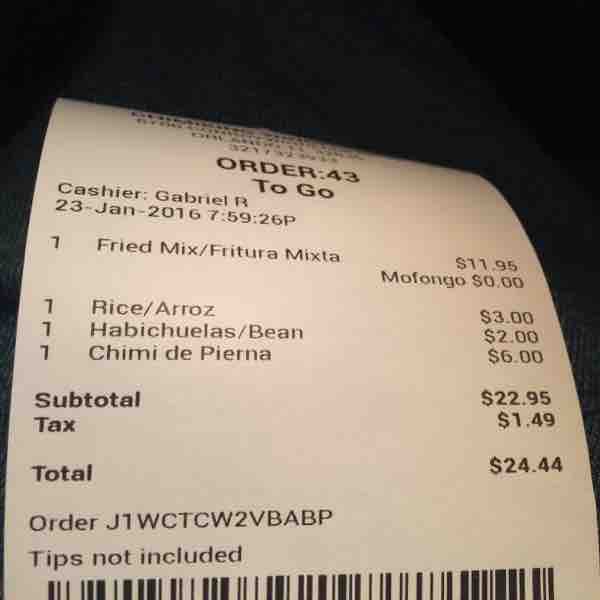 ORDER:43
To Go
Cashier: Gabriel R
23-Jan-2016 7:59:26P
1 Fried Mix/Fritura Mixta $11.95
Mofongo $0.00
1 Rice/Arroz $3.00
1 Habichuelas/Bean $2.00
1 Chimi de Pierna $6.00
Subtotal $22.95
Tax $1.49
Total $24.44
Order J1WCTCW2VBABP
Tips not included